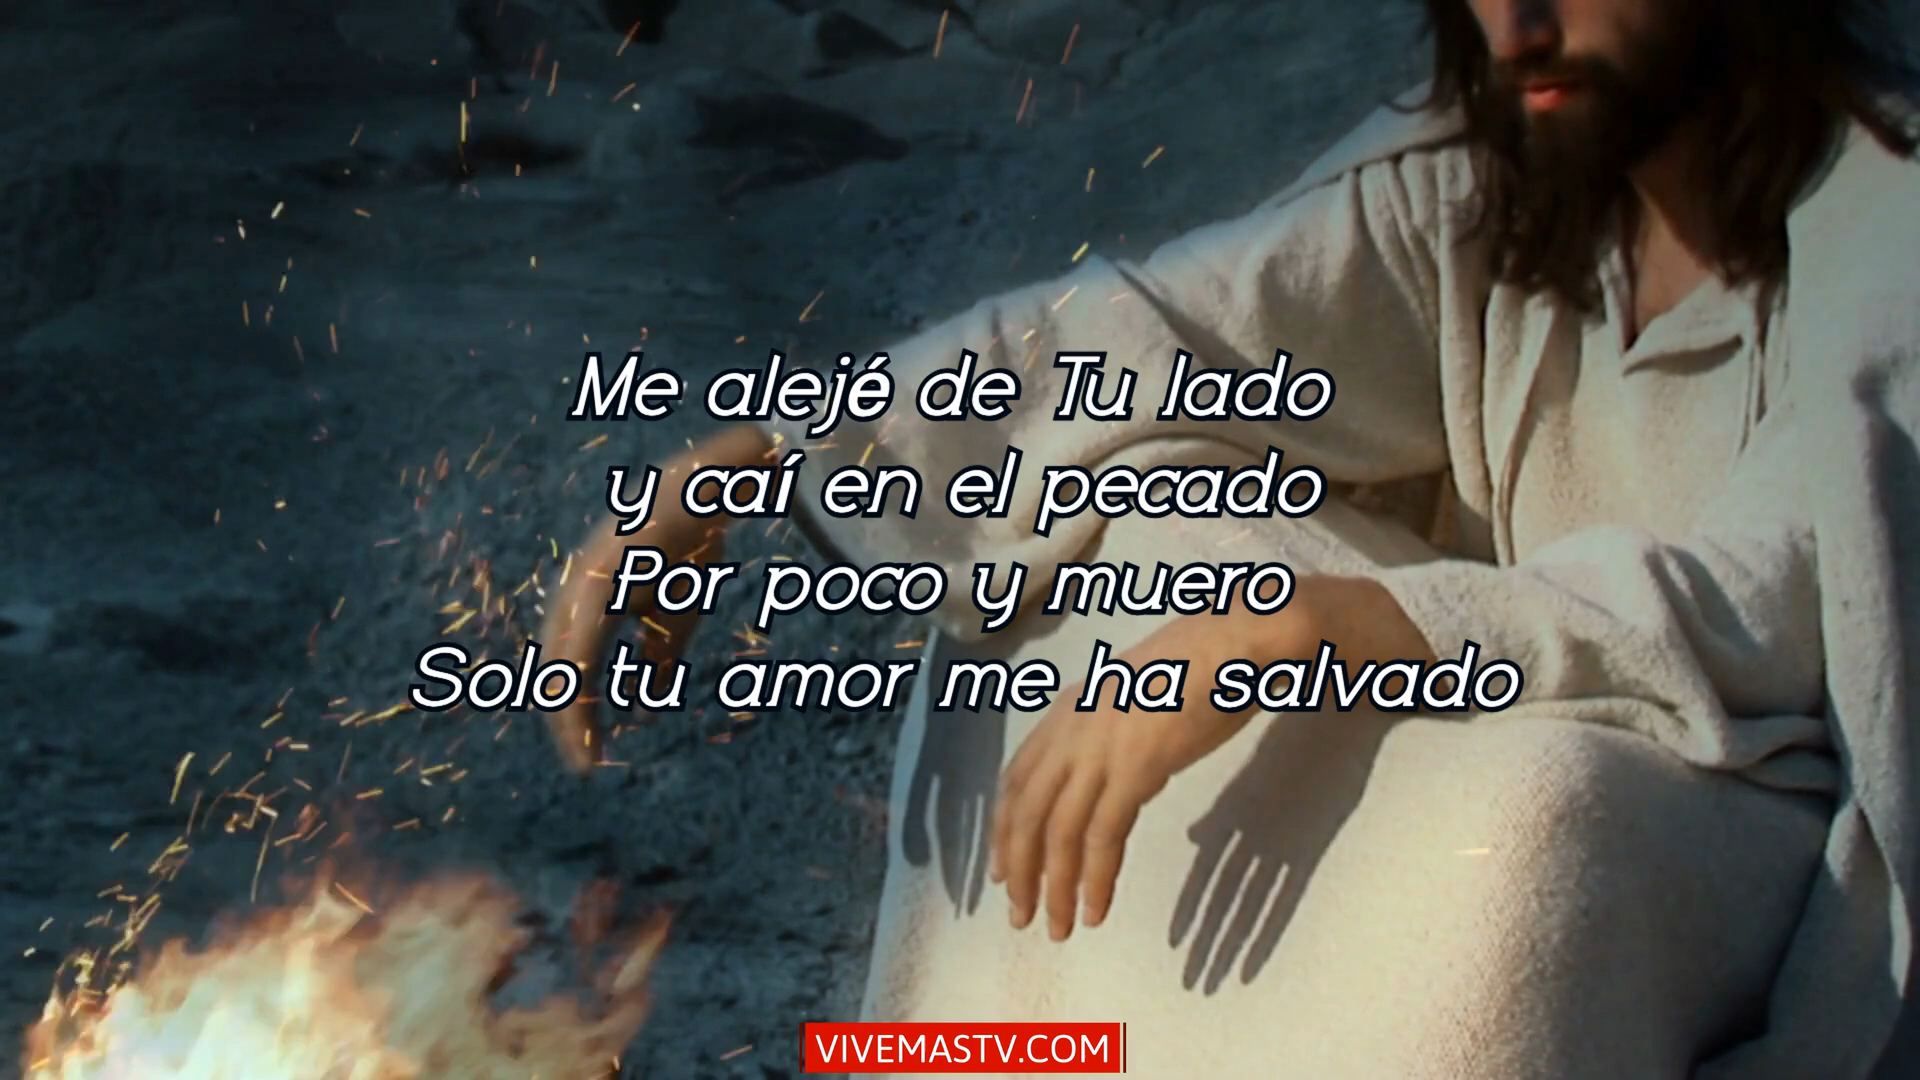 Me alejé de Tu lado
y caí en el pecado
Por poco y muero
Solo tu amor me ha salvado
VIVEMASTV.COM